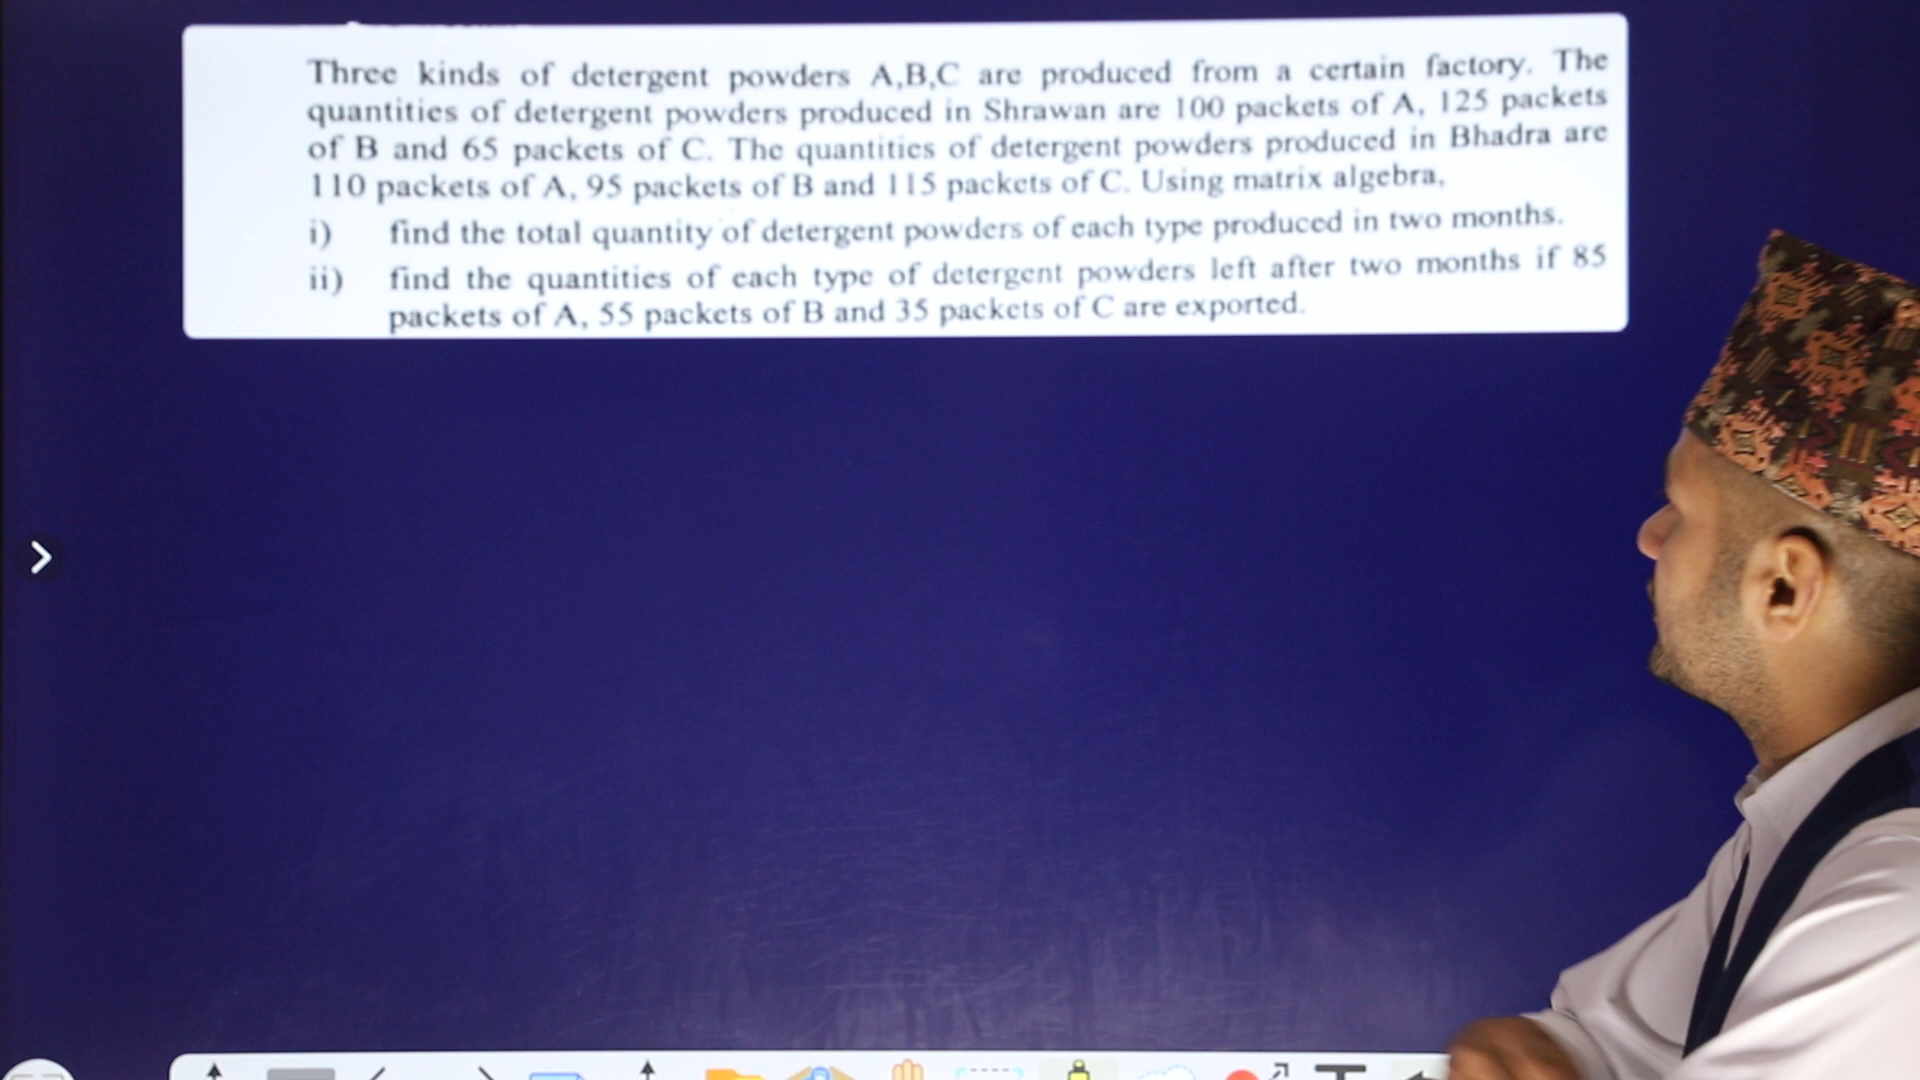 Three kinds of detergent powders A,B,C are produced from a certain factory. The
quantities of detergent powders produced in Shrawan are 100 packets of A, 125 packets
of B and 65 packets of C. The quantities of detergent powders produced in Bhadra are
110 packets of A, 95 packets of B and 115 packets of C. Using matrix algebra,
i) find the total quantity of detergent powders of each type produced in two months.
ii) find the quantities of each type of detergent powders left after two months if 85
packets of A, 55 packets of B and 35 packets of C are exported.